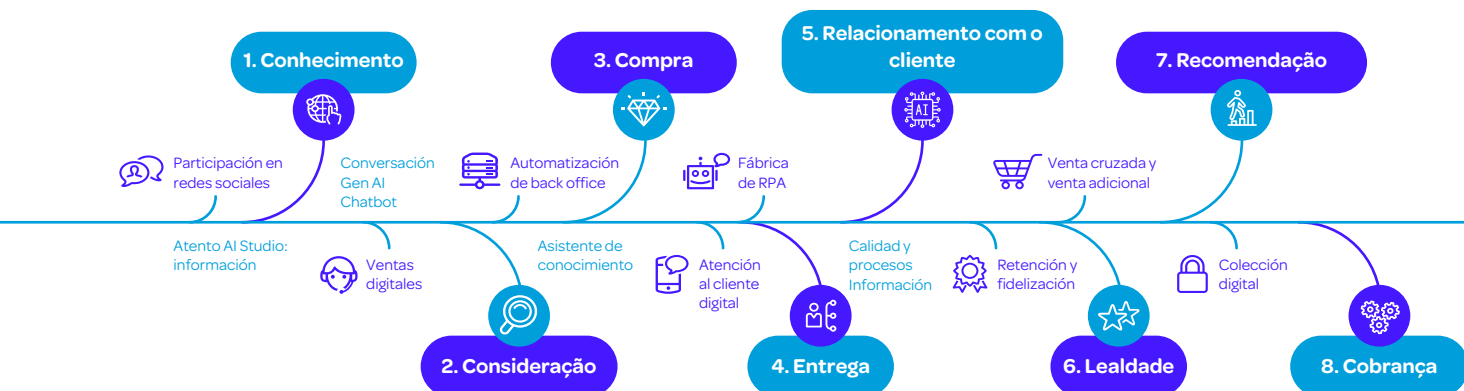 1. Conhecimento
3. Compra
5. Relacionamento com o
cliente
7. Recomendação
AI
Participación en
redes sociales
Conversación
Gen AI
Chatbot
Automatización
de back office
Fábrica
de RPA
Venta cruzada y
venta adicional
Atento AI Studio:
información
Ventas
digitales
Asistente de
conocimiento
Atención
al cliente
digital
Calidad y
procesos
Información
Retención y
fidelización
Colección
digital
2. Consideração
4. Entrega
6. Lealdade
8. Cobrança